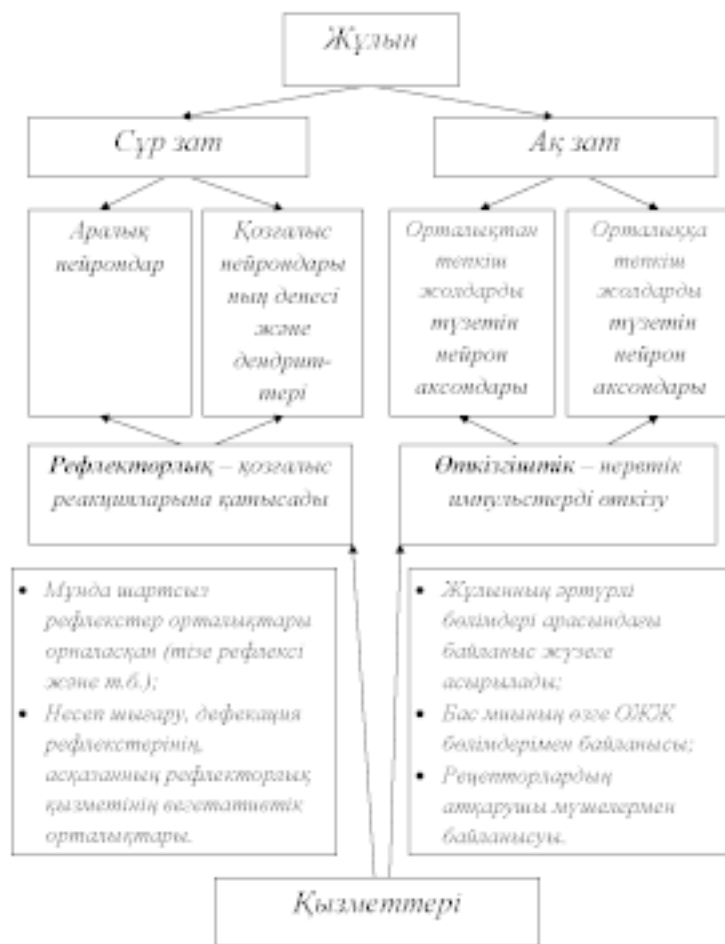 Жұлын
Сұр зат
Ақ зат
Аралық
нейрондар
Қозғалыс
нейрондары
ның денесі
және
дендрит-
тері
Орталықтан
тепкіш
жолдарды
түзетін
нейрон
аксондары
Орталыққа
тепкіш
жолдарды
түзетін
нейрон
аксондары
Рефлекторлық – қозғалыс
реакцияларына қатысады
Өткізгіштік – нервтік
импульстерді өткізу
• Мұнда шартсыз
рефлекстер орталықтары
орналасқан (тізе рефлексі
және т.б.);
• Несеп шығару, дефекация
рефлекстерінің,
асқазанның рефлекторлық
қызметінің вегетативтік
орталықтары.
• Жұлынның әртүрлі
бөлімдері арасындағы
байланыс жүзеге
асырылады;
• Бас миының өзге ОЖЖ
бөлімдерімен байланысы;
• Рецепторлардың
атқарушы мүшелермен
байланысуы.
Қызметтері